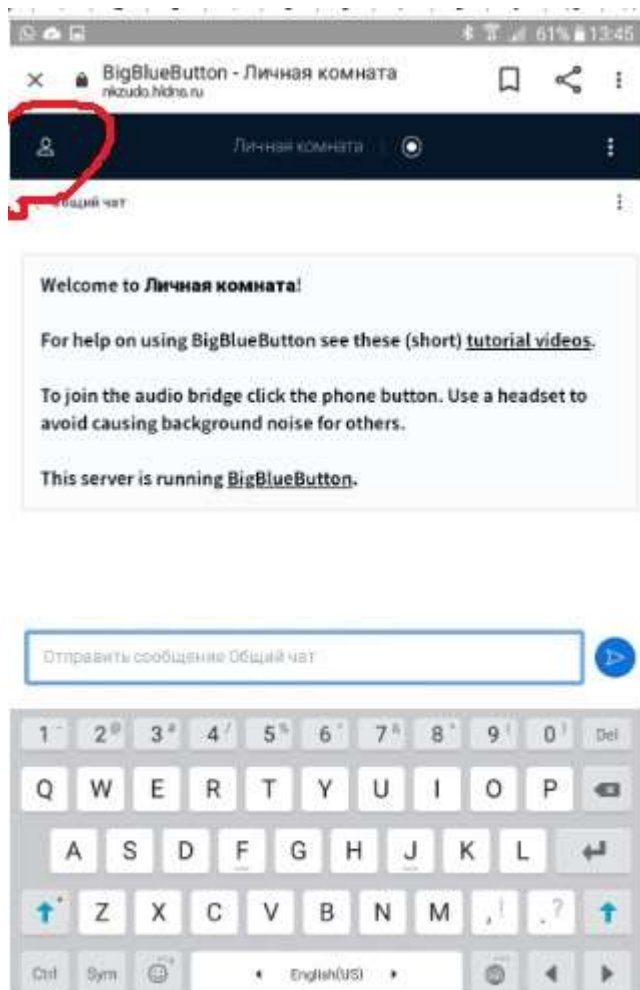 61% 13:45
BigBlueButton - Личная комната
nkzudo.hldns.ru
Личная комната
Общий чат
Welcome to Личная комната!
For help on using BigBlueButton see these (short) tutorial videos.
To join the audio bridge click the phone button. Use a headset to
avoid causing background noise for others.
This server is running BigBlueButton.
Отправить сообщение Общий чат
1 2 @ 3 # 4 / 5 % 6 7 & 8 * 9 ( 0 ) Del
Q W E R T Y U I O P
A S D F G H J K L
Z X C V B N M , ! . ?
Ctrl Sym English(US)